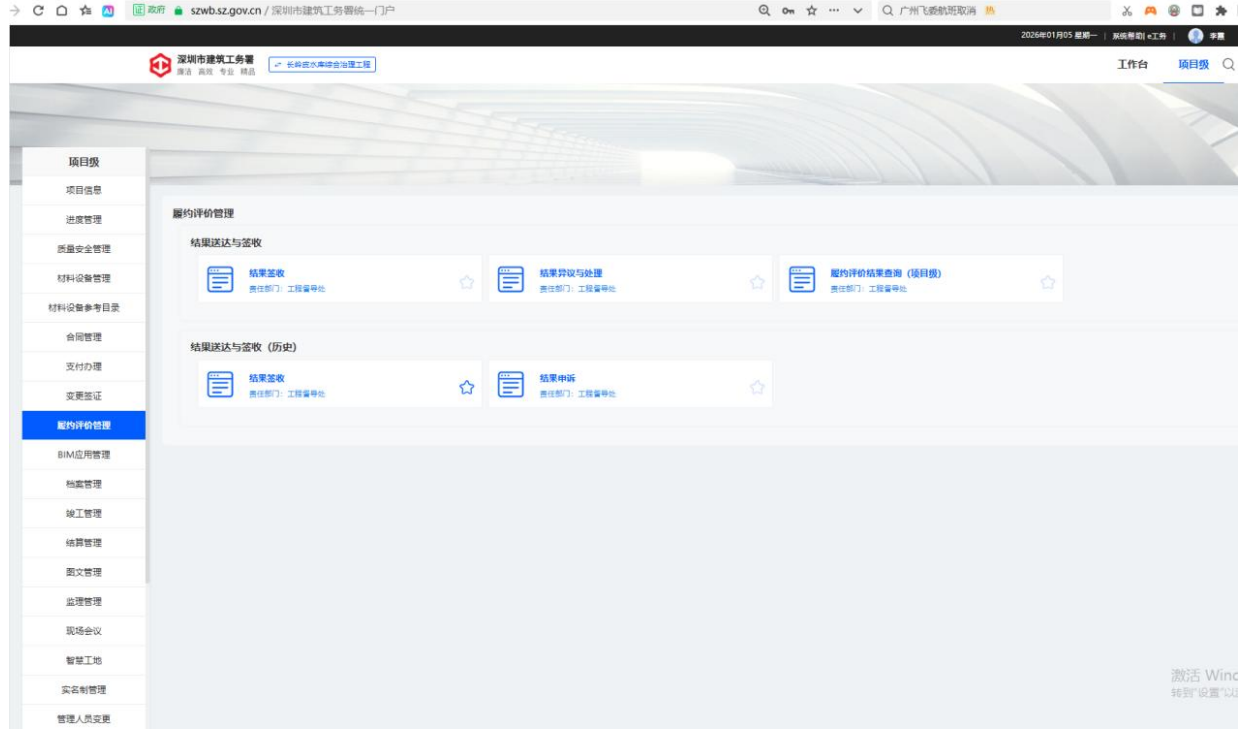 证 政府 szwb.sz.gov.cn / 深圳市建筑工务署统一门户 广州飞委航班取消 热
2026年01月05 星期一 | 系统帮助| e工务 | 李熏
深圳市建筑工务署
廉洁 高效 专业 精品
长岭皮水库综合治理工程
工作台 项目级
项目级
项目信息
进度管理
质量安全管理
材料设备管理
材料设备参考目录
合同管理
支付办理
变更签证
履约评价管理
BIM应用管理
档案管理
竣工管理
结算管理
图文管理
监理管理
现场会议
智慧工地
实名制管理
管理人员变更
履约评价管理
结果送达与签收
结果签收
责任部门：工程督导处
结果异议与处理
责任部门：工程督导处
履约评价结果查询（项目级）
责任部门：工程督导处
结果送达与签收（历史）
结果签收
责任部门：工程督导处
结果申诉
责任部门：工程督导处
激活 Winc
转到"设置"以